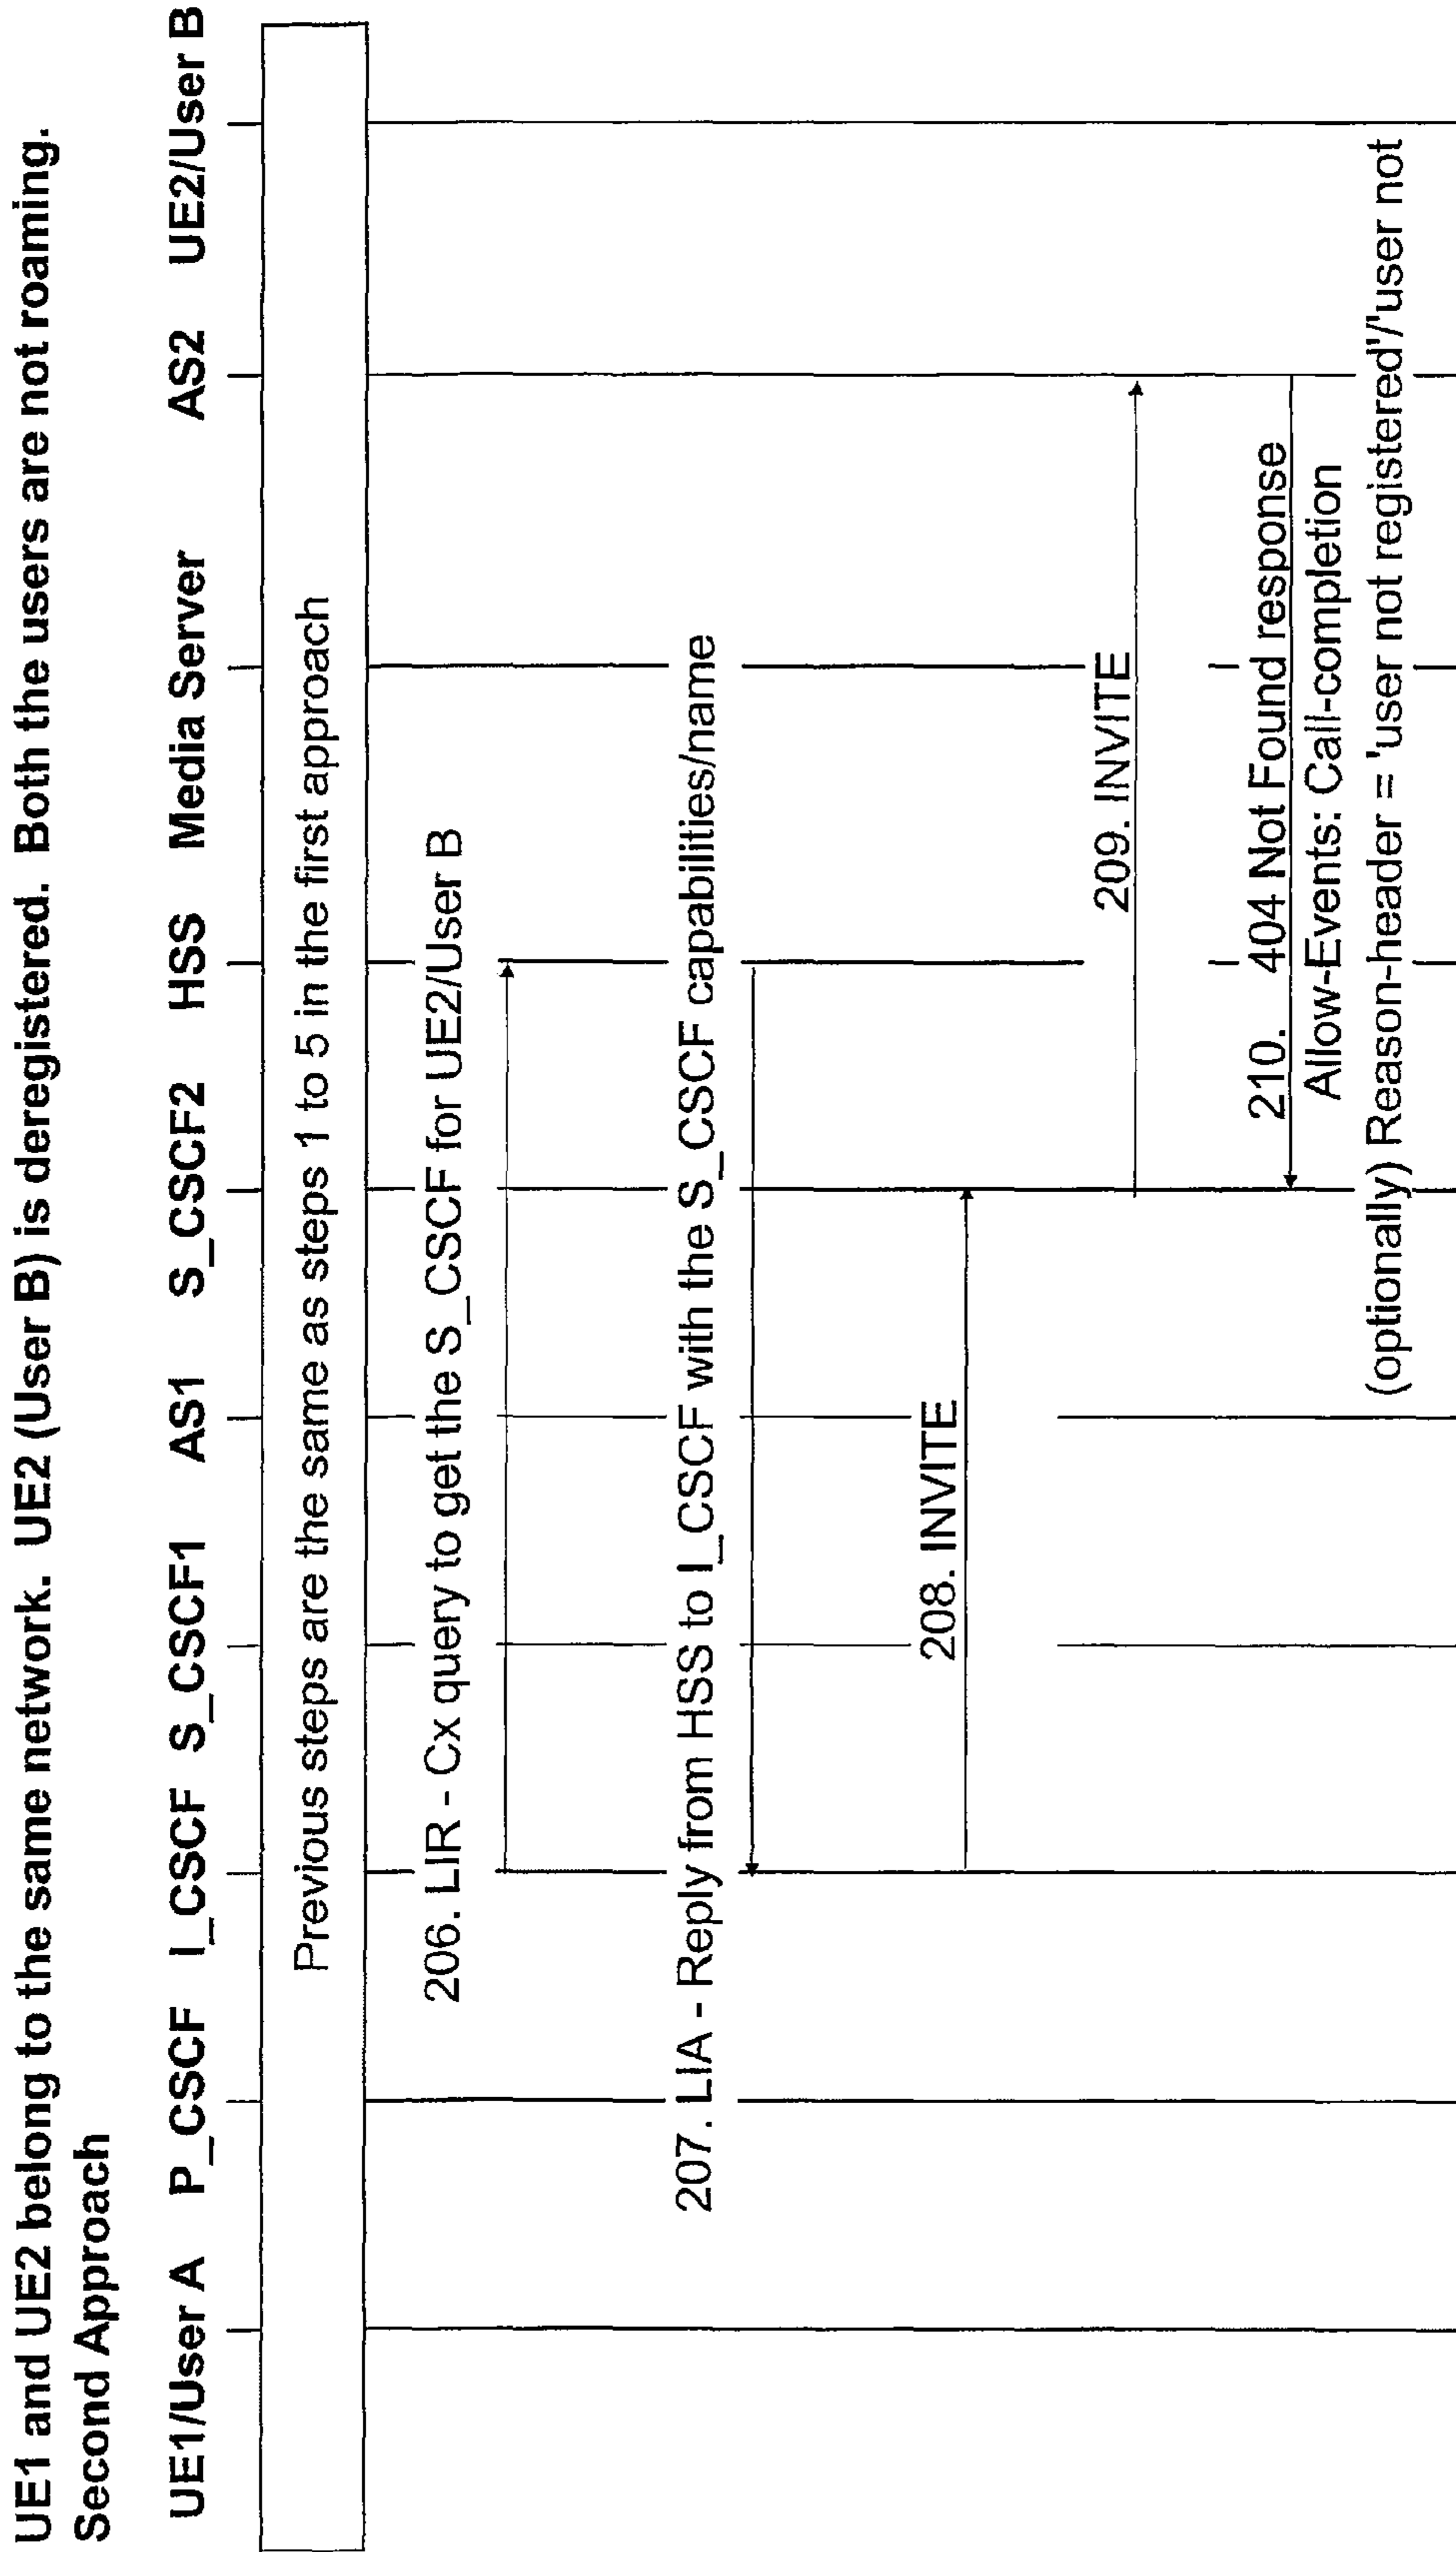 UE1 and UE2 belong to the same network. UE2 (User B) is deregistered. Both the users are not roaming.
Second Approach
UE1/User A P_CSCF I_CSCF S_CSCF1 AS1 S_CSCF2 HSS Media Server AS2 UE2/User B
Previous steps are the same as steps 1 to 5 in the first approach
206. LIR - Cx query to get the S_CSCF for UE2/User B
207. LIA - Reply from HSS to I_CSCF with the S_CSCF capabilities/name
208. INVITE
209. INVITE
210. 404 Not Found response
Allow-Events: Call-completion
(optionally) Reason-header = 'user not registered'/'user not